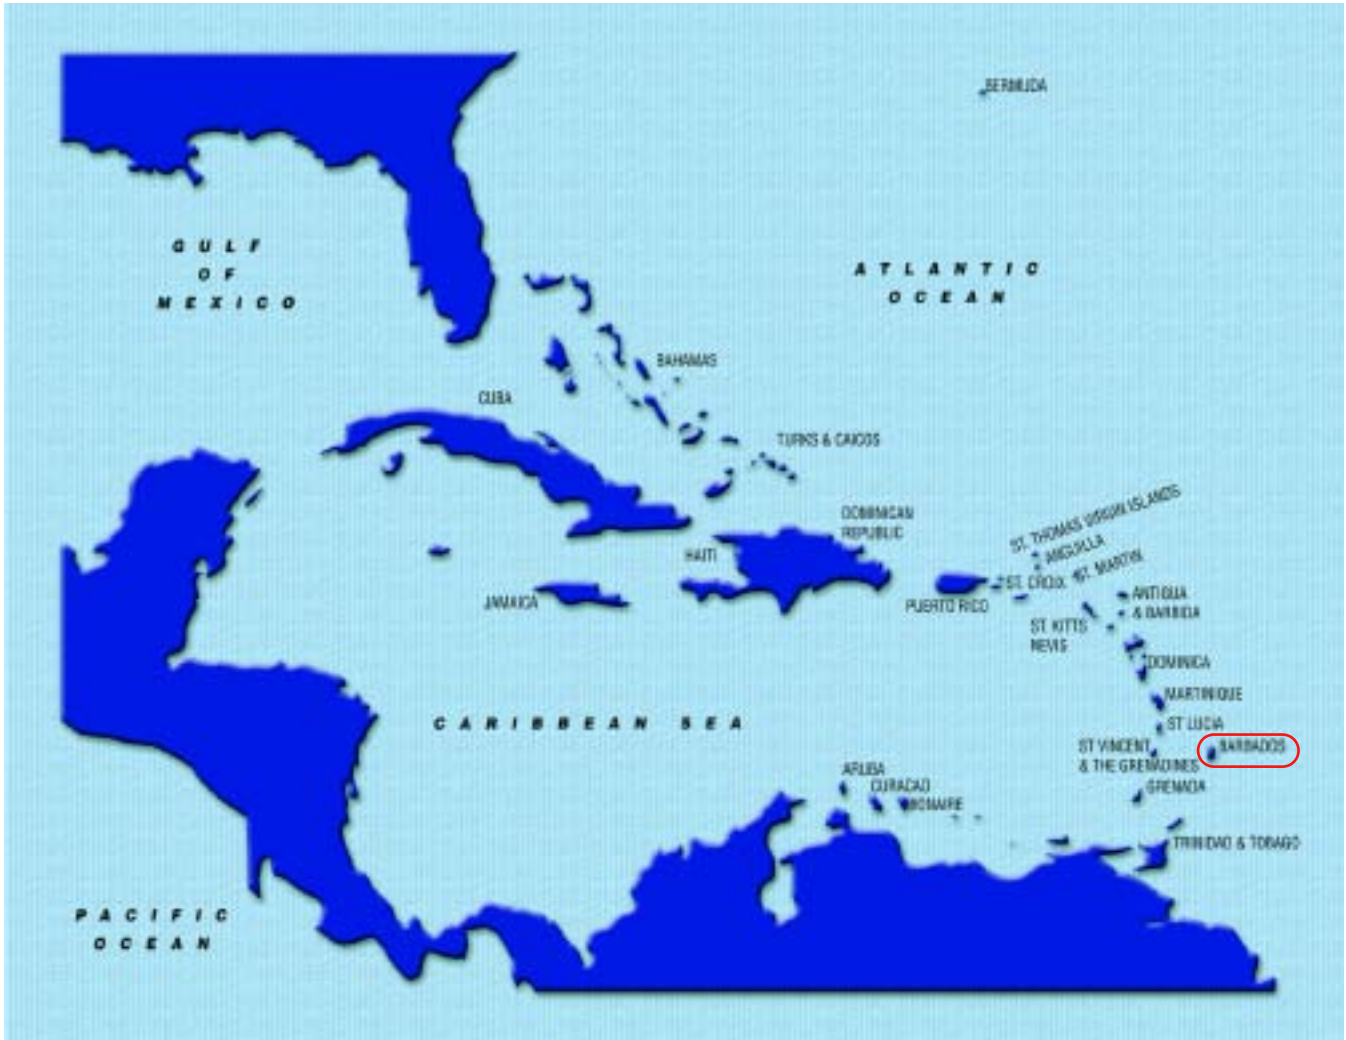 BERMUDA
GULF
OF
MEXICO
ATLANTIC
OCEAN
BAHAMAS
CUBA
TURKS & CAICOS
DOMINICAN
REPUBLIC
HAITI
ST. THOMAS VIRGIN ISLANDS
ANGUILLA
ST. MARTIN
ST. CROIX
PUERTO RICO
JAMAICA
ANTIGUA
& BARBUDA
ST. KITTS
NEVIS
DOMINICA
MARTINIQUE
CARIBBEAN SEA
ST LUCIA
BARBADOS
ST VINCENT
& THE GRENADINES
GRENADA
ARUBA
CURACAO
BONAIRE
TRINIDAD & TOBAGO
PACIFIC
OCEAN